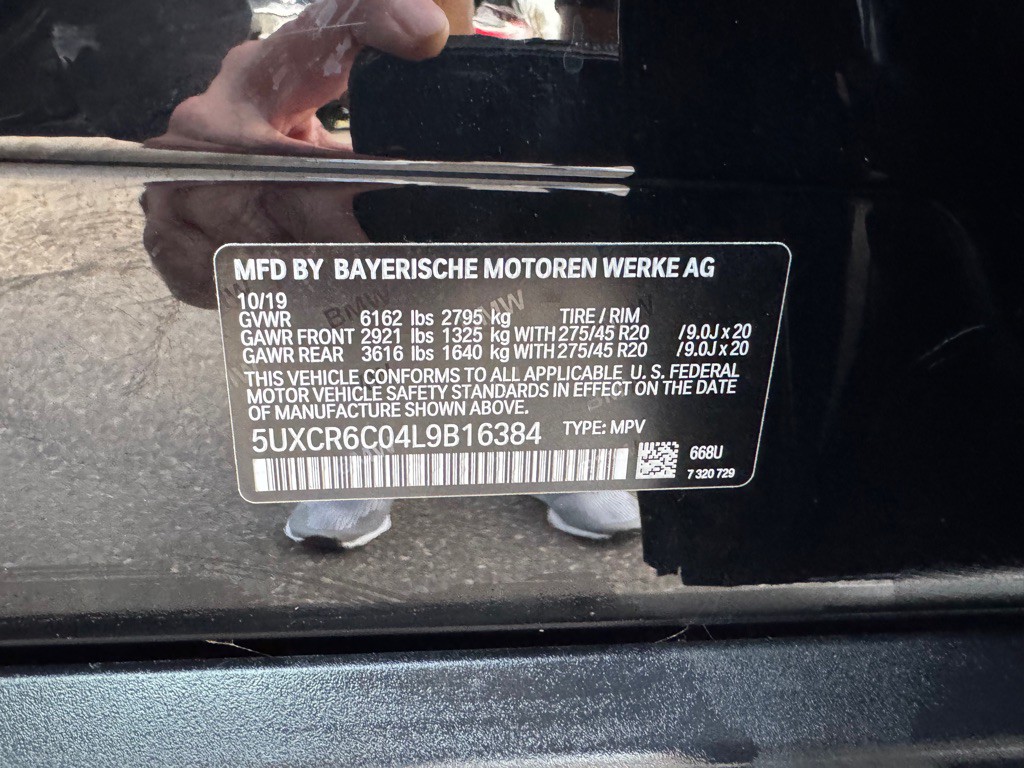 MFD BY BAYERISCHE MOTOREN WERKE AG
10/19
GVWR 6162 lbs 2795 kg TIRE / RIM
GAWR FRONT 2921 lbs 1325 kg WITH 275/45 R20 /9.0J x 20
GAWR REAR 3616 lbs 1640 kg WITH 275/45 R20 /9.0J x 20
THIS VEHICLE CONFORMS TO ALL APPLICABLE U. S. FEDERAL
MOTOR VEHICLE SAFETY STANDARDS IN EFFECT ON THE DATE
OF MANUFACTURE SHOWN ABOVE.
5UXCR6C04L9B16384 TYPE: MPV
668U
7 320 729
BMW